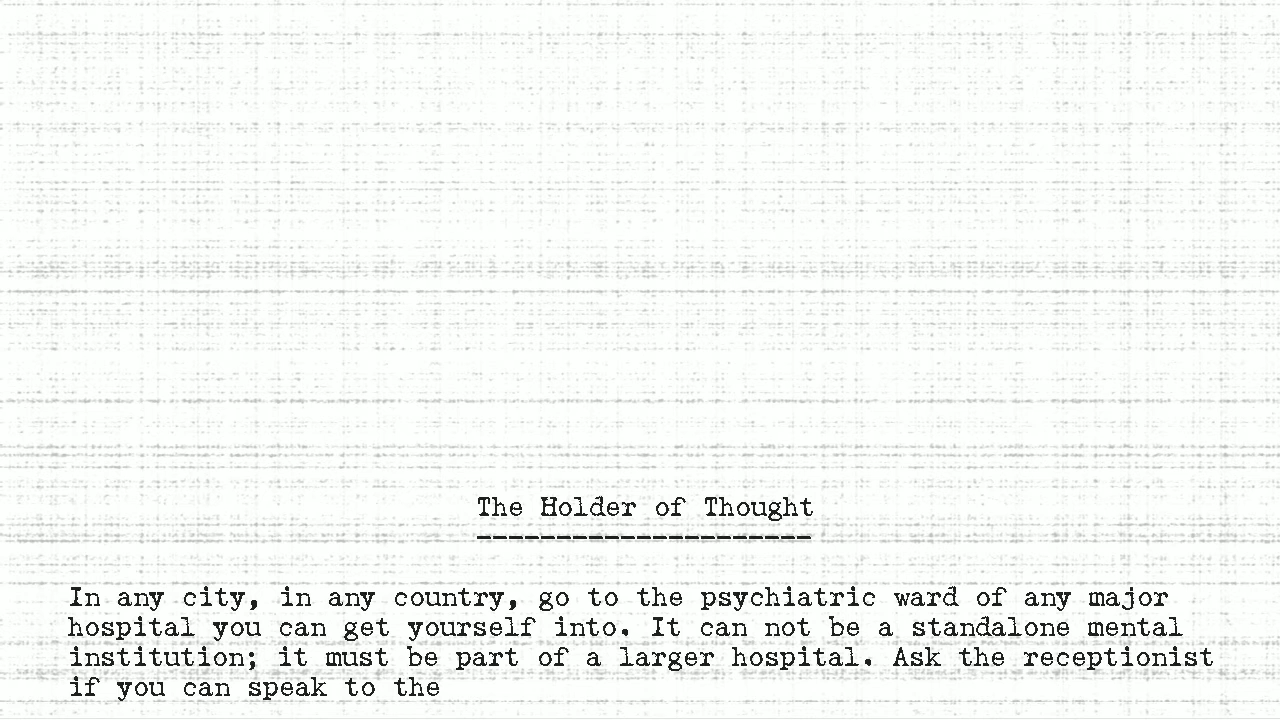 The Holder of Thought
---------------------
In any city, in any country, go to the psychiatric ward of any major
hospital you can get yourself into. It can not be a standalone mental
institution; it must be part of a larger hospital. Ask the receptionist
if you can speak to the